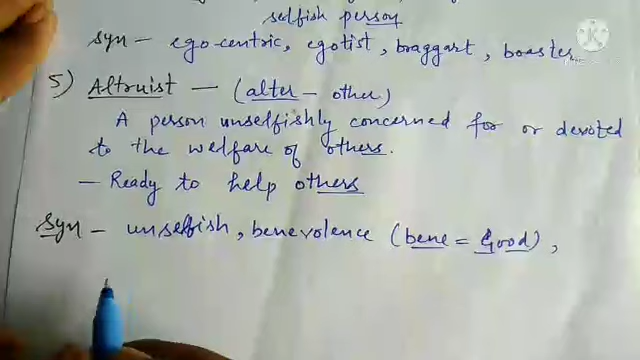 selfish person
syn - ego centric, egotist, braggart, boaster
5) Altruist - (alter - other)
A person unselfishly concerned for or devoted
to the welfare of others.
- Ready to help others
Syn - unselfish, benevolence (bene = Good),